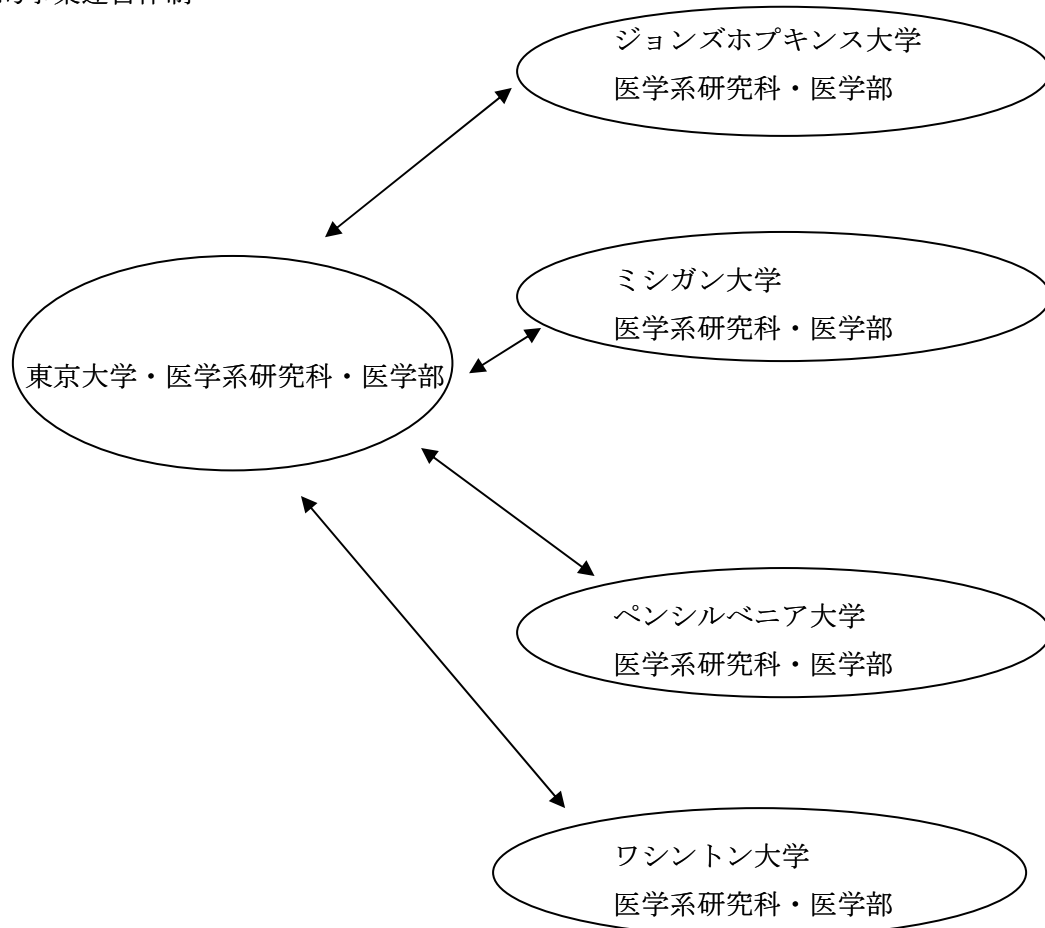 ジョンズホプキンス大学
医学系研究科・医学部
ミシガン大学
医学系研究科・医学部
東京大学・医学系研究科・医学部
ペンシルベニア大学
医学系研究科・医学部
ワシントン大学
医学系研究科・医学部